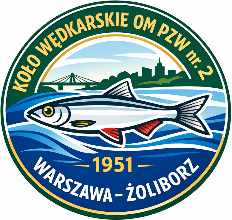 KOŁO WĘDKARSKIE OM PZW nr.2
1951
WARSZAWA – ŻOLIBORZ